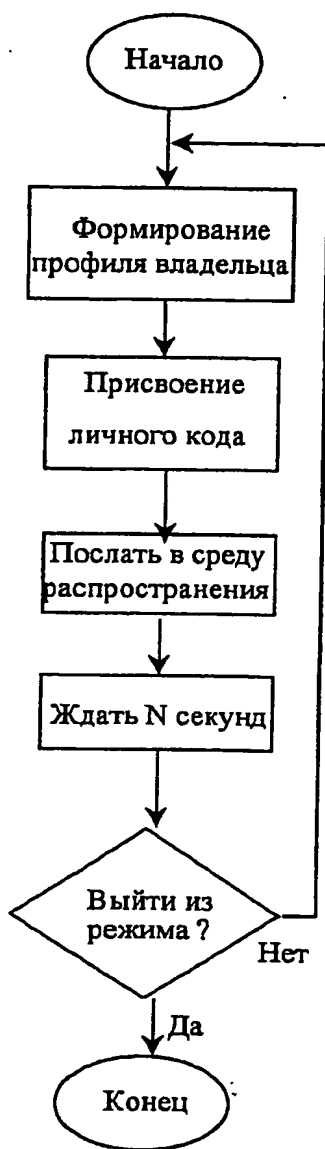 Начало
Формирование
профиля владельца
Присвоение
личного кода
Послать в среду
распространения
Ждать N секунд
Выйти из
режима ?
Нет
Да
Конец